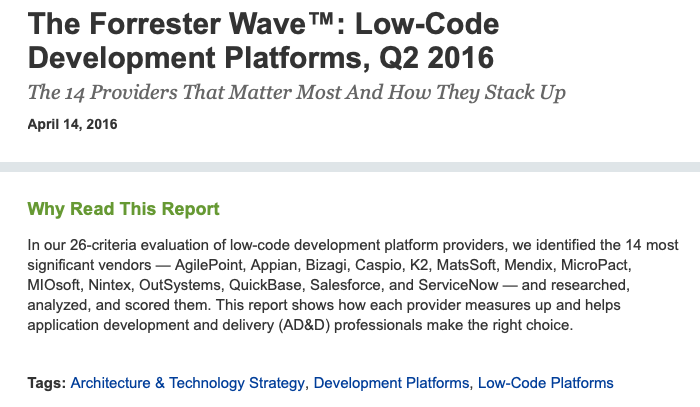 The Forrester Wave™: Low-Code
Development Platforms, Q2 2016
The 14 Providers That Matter Most And How They Stack Up
April 14, 2016
Why Read This Report
In our 26-criteria evaluation of low-code development platform providers, we identified the 14 most
significant vendors — AgilePoint, Appian, Bizagi, Caspio, K2, MatsSoft, Mendix, MicroPact,
MIOsoft, Nintex, OutSystems, QuickBase, Salesforce, and ServiceNow — and researched,
analyzed, and scored them. This report shows how each provider measures up and helps
application development and delivery (AD&D) professionals make the right choice.
Tags: Architecture & Technology Strategy, Development Platforms, Low-Code Platforms